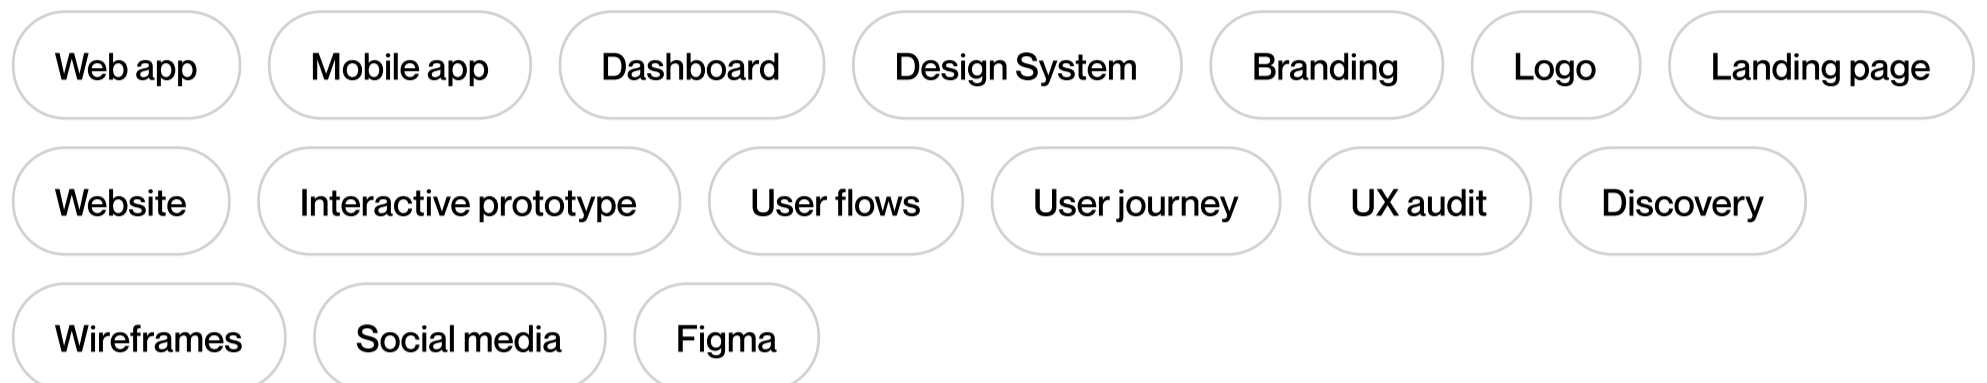 Web app Mobile app Dashboard Design System Branding Logo Landing page
Website Interactive prototype User flows User journey UX audit Discovery
Wireframes Social media Figma